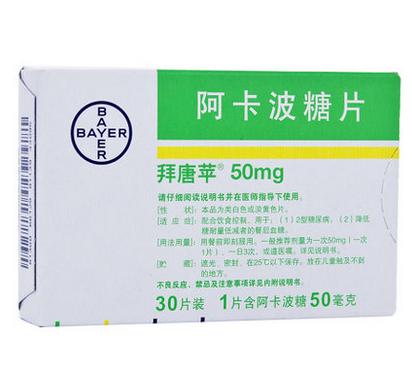 阿卡波糖片
BAYER
BAYER
拜唐苹® 50mg
请仔细阅读说明书并在医师指导下使用。
[性 状] 本品为类白色或淡黄色片。
[适 应 症] 配合饮食控制,用于:(1)2型糖尿病。(2)降低
糖耐量低减者的餐后血糖。
[用法用量] 用餐前即刻服用。一般推荐剂量为一次50mg(一次
1片),一日3次,或遵医嘱。详见说明书。
[贮 藏] 遮光、密封、在25℃以下保存。放在儿童触及不到
的地方。
不良反应、禁忌及注意事项详见内附说明书。
30片装 1片含阿卡波糖50毫克